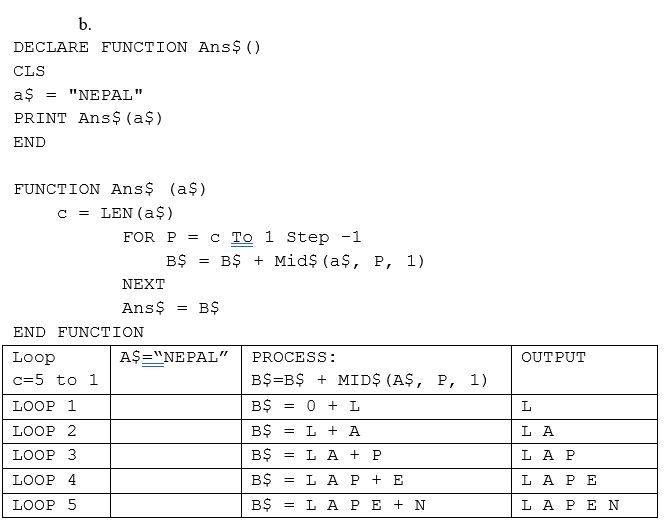 b.
DECLARE FUNCTION Ans$()
CLS
a$ = "NEPAL"
PRINT Ans$(a$)
END
FUNCTION Ans$ (a$)
c = LEN(a$)
FOR P = c To 1 Step -1
B$ = B$ + Mid$(a$, P, 1)
NEXT
Ans$ = B$
END FUNCTION
Loop c=5 to 1 A$=“NEPAL” PROCESS: B$=B$ + MID$(A$, P, 1) OUTPUT
LOOP 1 B$ = 0 + L L
LOOP 2 B$ = L + A L A
LOOP 3 B$ = L A + P L A P
LOOP 4 B$ = L A P + E L A P E
LOOP 5 B$ = L A P E + N L A P E N